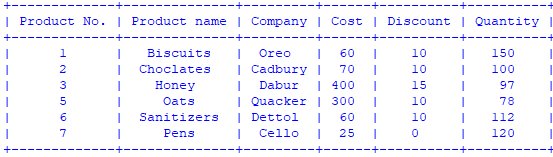 | Product No. | Product name | Company | Cost | Discount | Quantity |
| 1 | Biscuits | Oreo | 60 | 10 | 150 |
| 2 | Choclates | Cadbury | 70 | 10 | 100 |
| 3 | Honey | Dabur | 400 | 15 | 97 |
| 5 | Oats | Quacker | 300 | 10 | 78 |
| 6 | Sanitizers | Dettol | 60 | 10 | 112 |
| 7 | Pens | Cello | 25 | 0 | 120 |